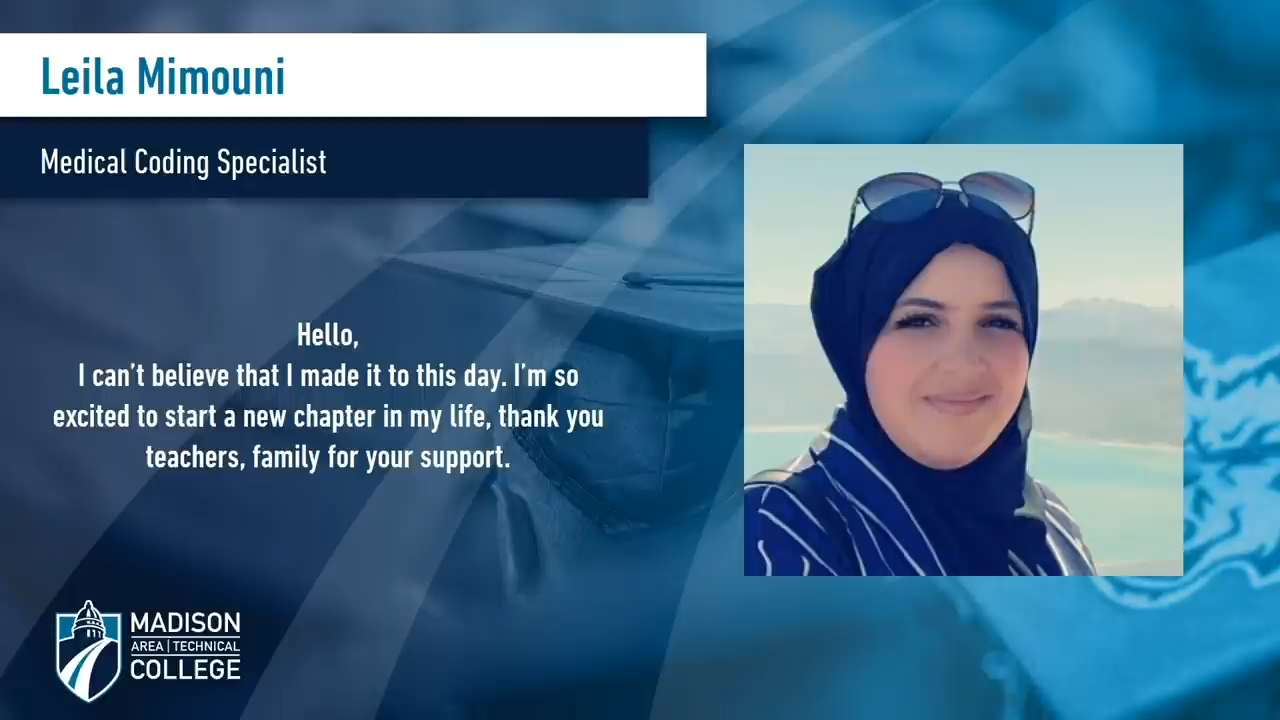 Leila Mimouni
Medical Coding Specialist
Hello,
I can't believe that I made it to this day. I'm so
excited to start a new chapter in my life, thank you
teachers, family for your support.
MADISON
AREA | TECHNICAL
COLLEGE